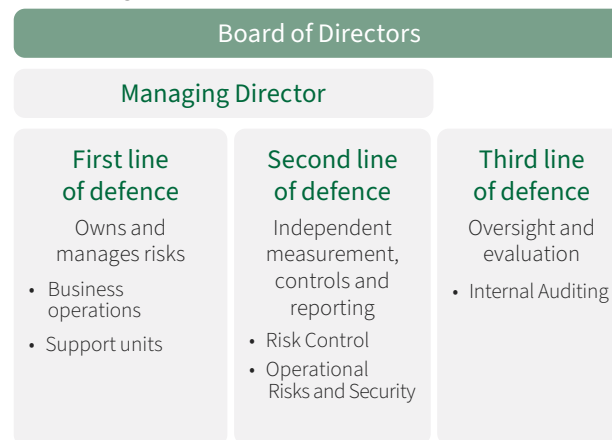 Board of Directors
Managing Director
First line
of defence
Owns and
manages risks
• Business
operations
• Support units
Second line
of defence
Independent
measurement,
controls and
reporting
• Risk Control
• Operational
Risks and Security
Third line
of defence
Oversight and
evaluation
• Internal Auditing